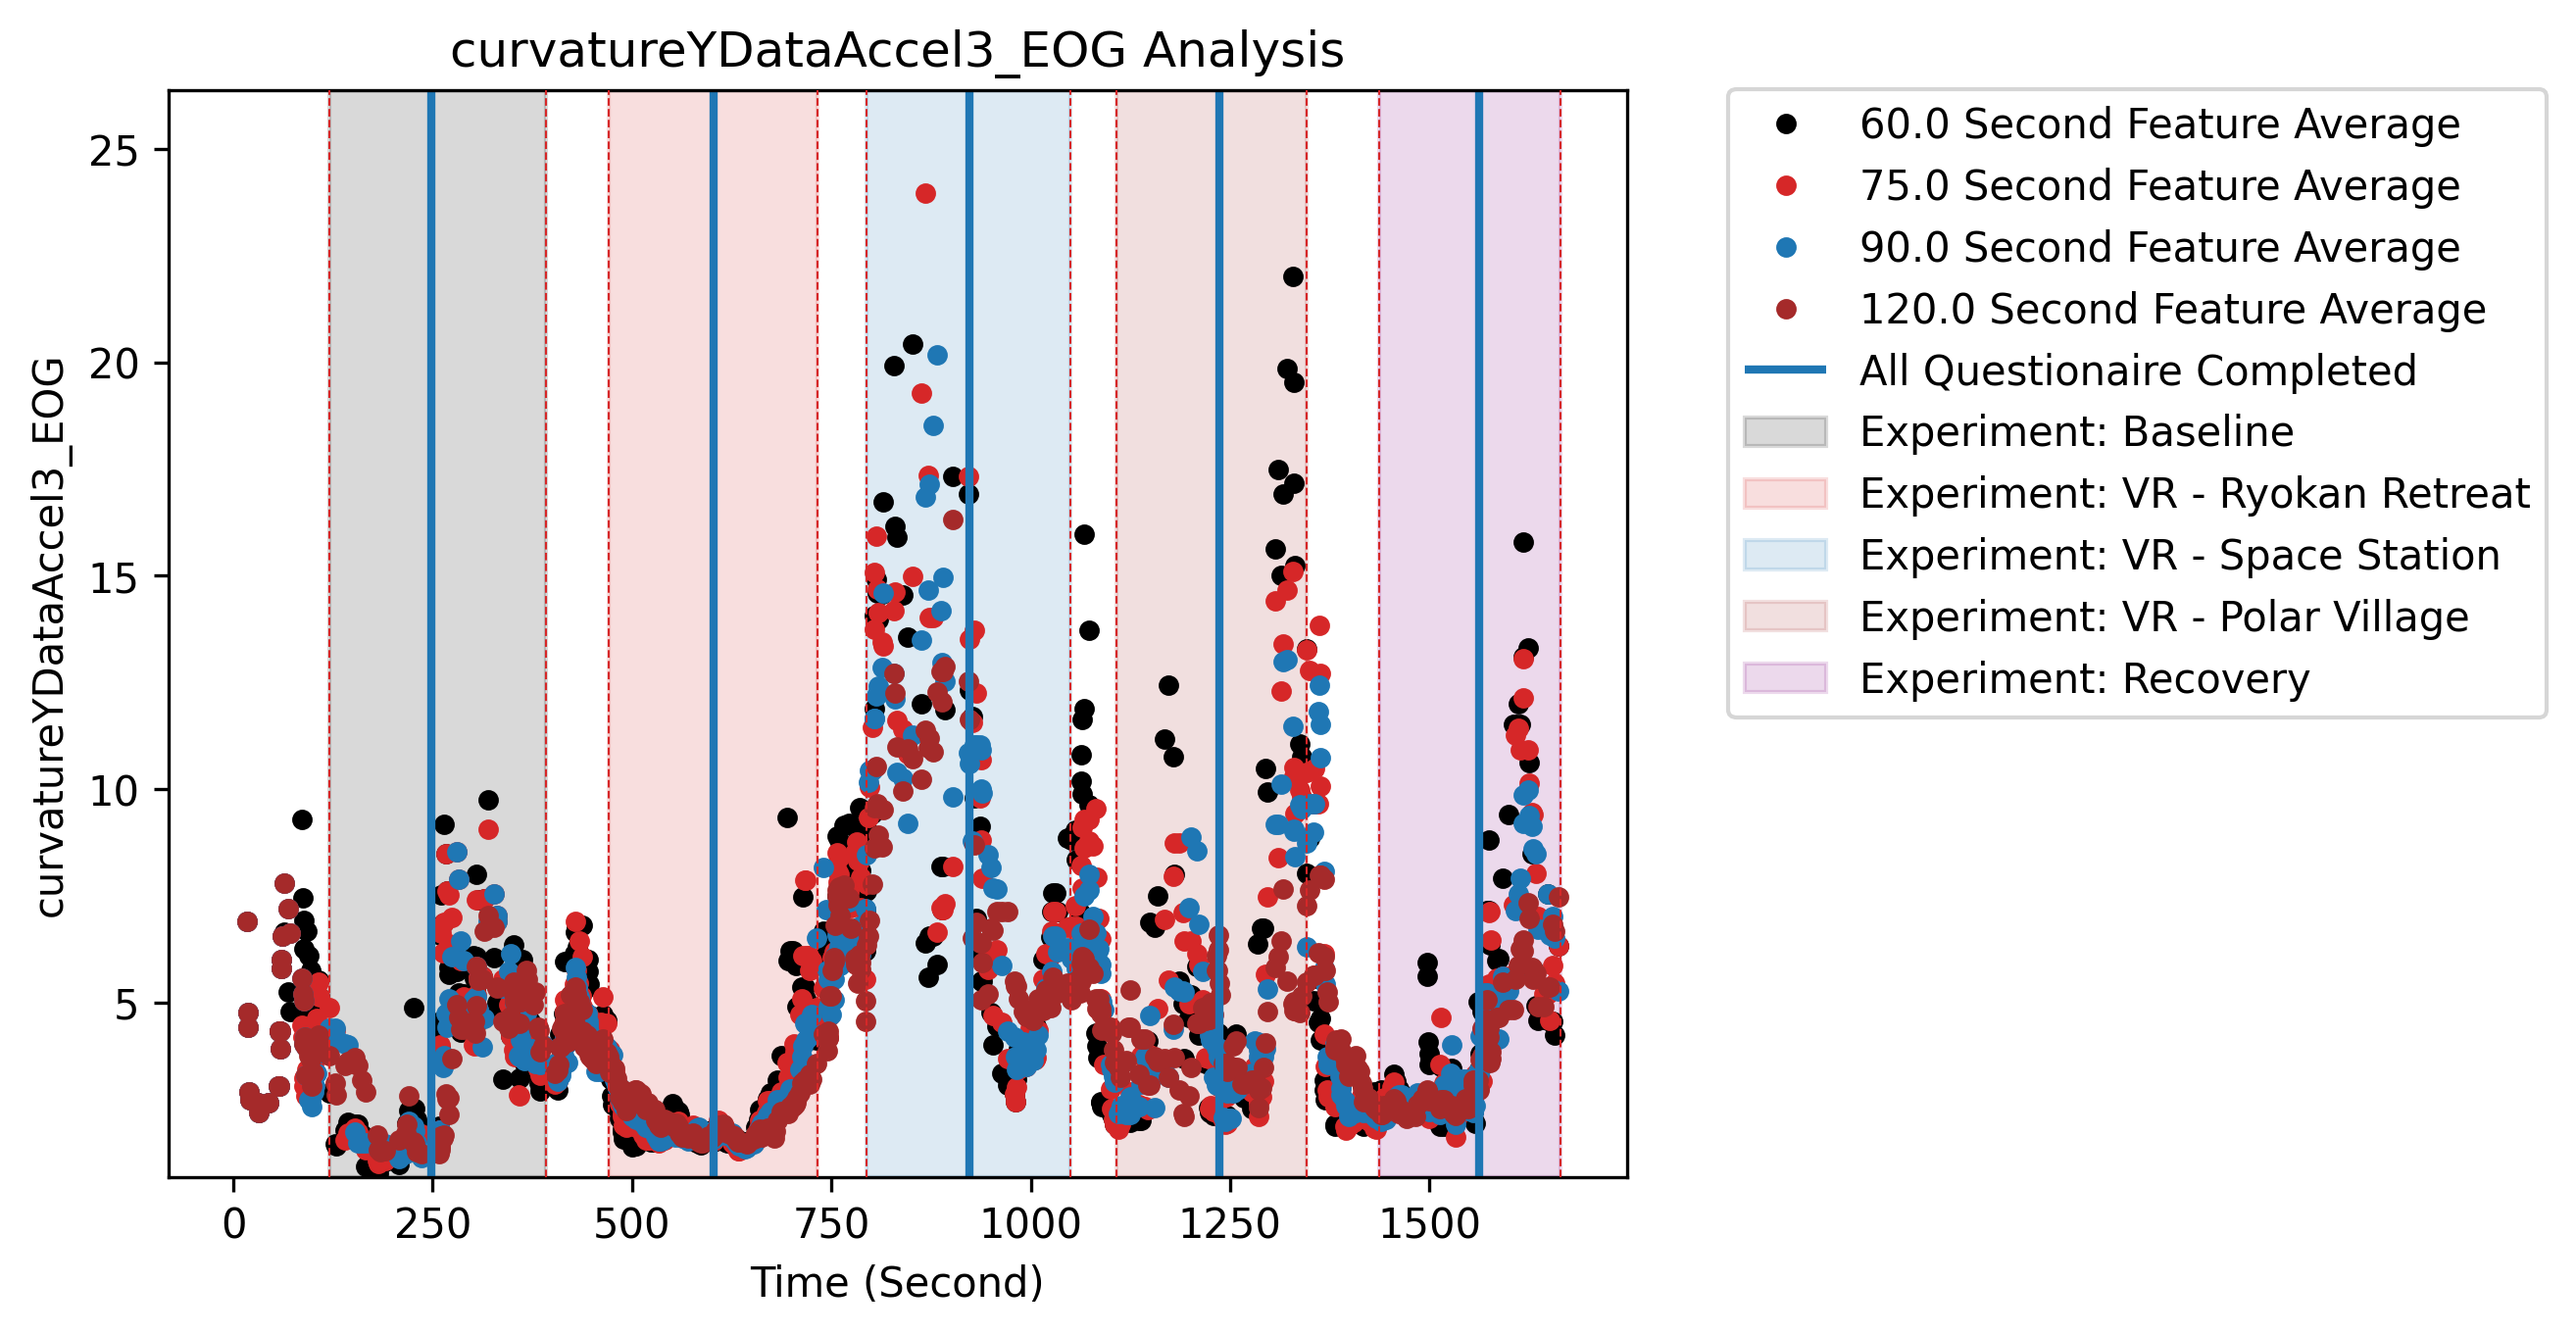 curvatureYDataAccel3_EOG Analysis
curvatureYDataAccel3_EOG
25
20
15
10
5
0
250
500
750
1000
1250
1500
Time (Second)
60.0 Second Feature Average
75.0 Second Feature Average
90.0 Second Feature Average
120.0 Second Feature Average
All Questionaire Completed
Experiment: Baseline
Experiment: VR - Ryokan Retreat
Experiment: VR - Space Station
Experiment: VR - Polar Village
Experiment: Recovery